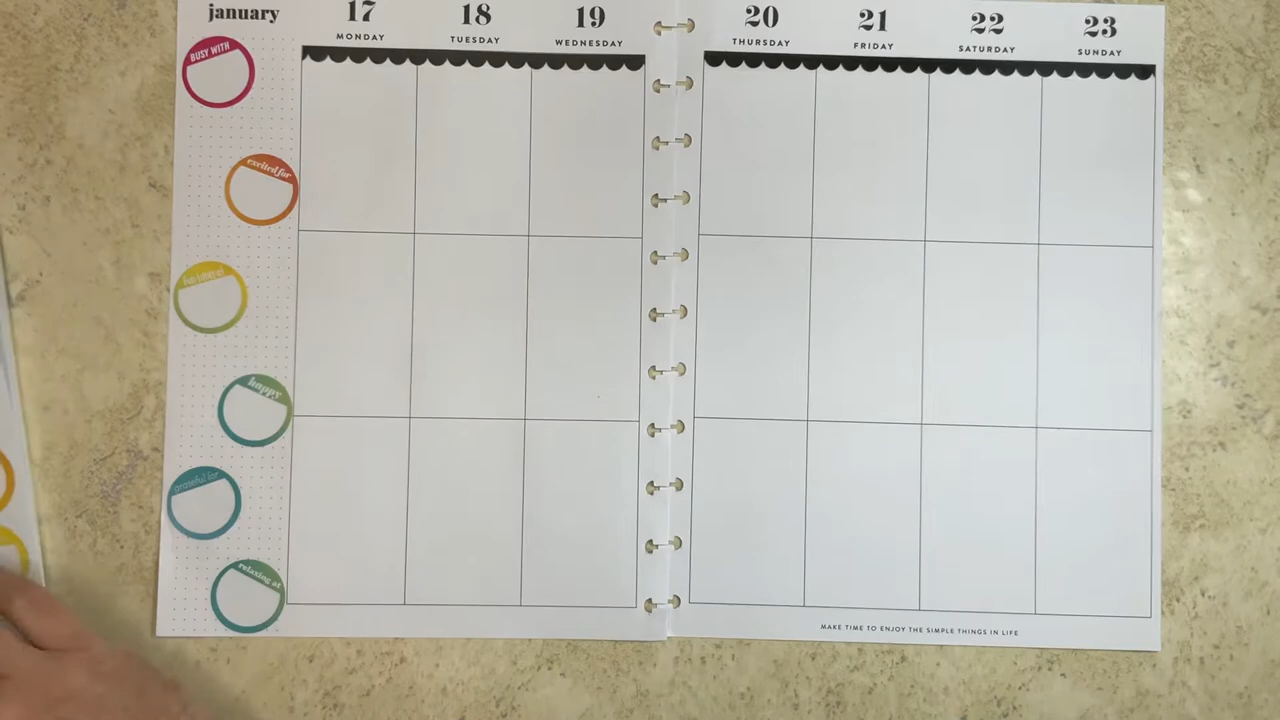 january
17
MONDAY
18
TUESDAY
19
WEDNESDAY
20
THURSDAY
21
FRIDAY
22
SATURDAY
23
SUNDAY
BUSY WITH
excited for
happy
grateful for
relaxing at
MAKE TIME TO ENJOY THE SIMPLE THINGS IN LIFE